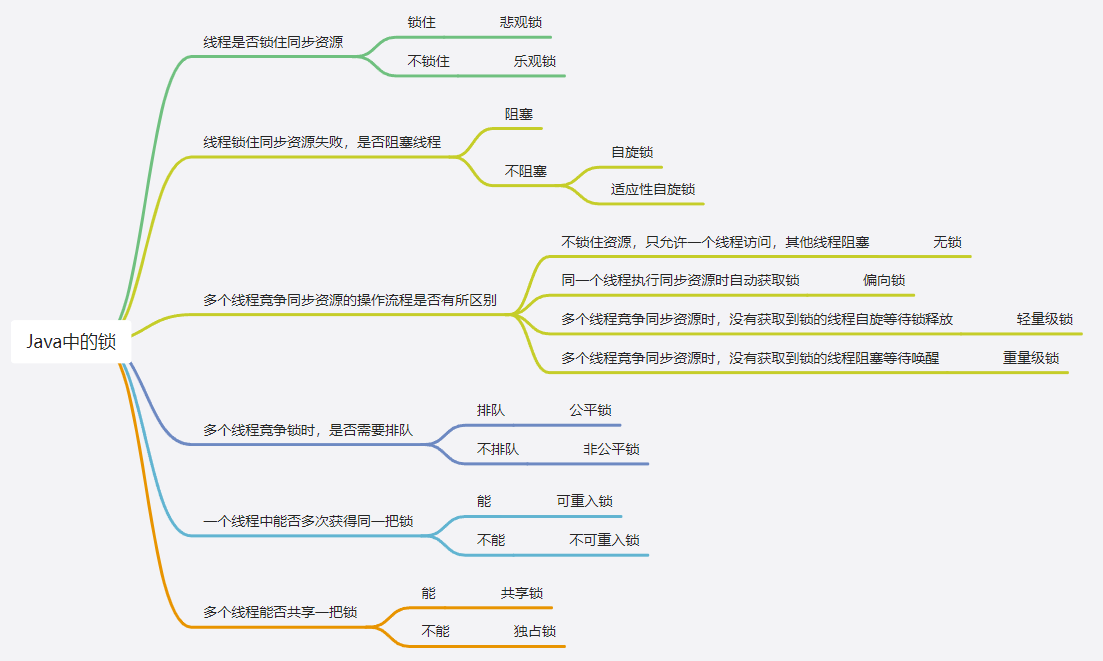 Java中的锁
线程是否锁住同步资源
锁住 悲观锁
不锁住 乐观锁
线程锁住同步资源失败，是否阻塞线程
阻塞
不阻塞
自旋锁
适应性自旋锁
多个线程竞争同步资源的操作流程是否有所区别
不锁住资源，只允许一个线程访问，其他线程阻塞 无锁
同一个线程执行同步资源时自动获取锁 偏向锁
多个线程竞争同步资源时，没有获取到锁的线程自旋等待锁释放 轻量级锁
多个线程竞争同步资源时，没有获取到锁的线程阻塞等待唤醒 重量级锁
多个线程竞争锁时，是否需要排队
排队 公平锁
不排队 非公平锁
一个线程中能否多次获得同一把锁
能 可重入锁
不能 不可重入锁
多个线程能否共享一把锁
能 共享锁
不能 独占锁